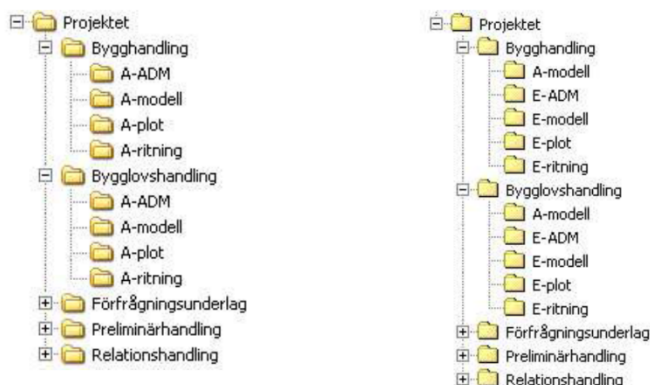 Projektet
Bygghandling
A-ADM
A-modell
A-plot
A-ritning
Bygglovshandling
A-ADM
A-modell
A-plot
A-ritning
Förfrågningsunderlag
Preliminärhandling
Relationshandling
Projektet
Bygghandling
A-modell
E-ADM
E-modell
E-plot
E-ritning
Bygglovshandling
A-modell
E-ADM
E-modell
E-plot
E-ritning
Förfrågningsunderlag
Preliminärhandling
Relationshandling